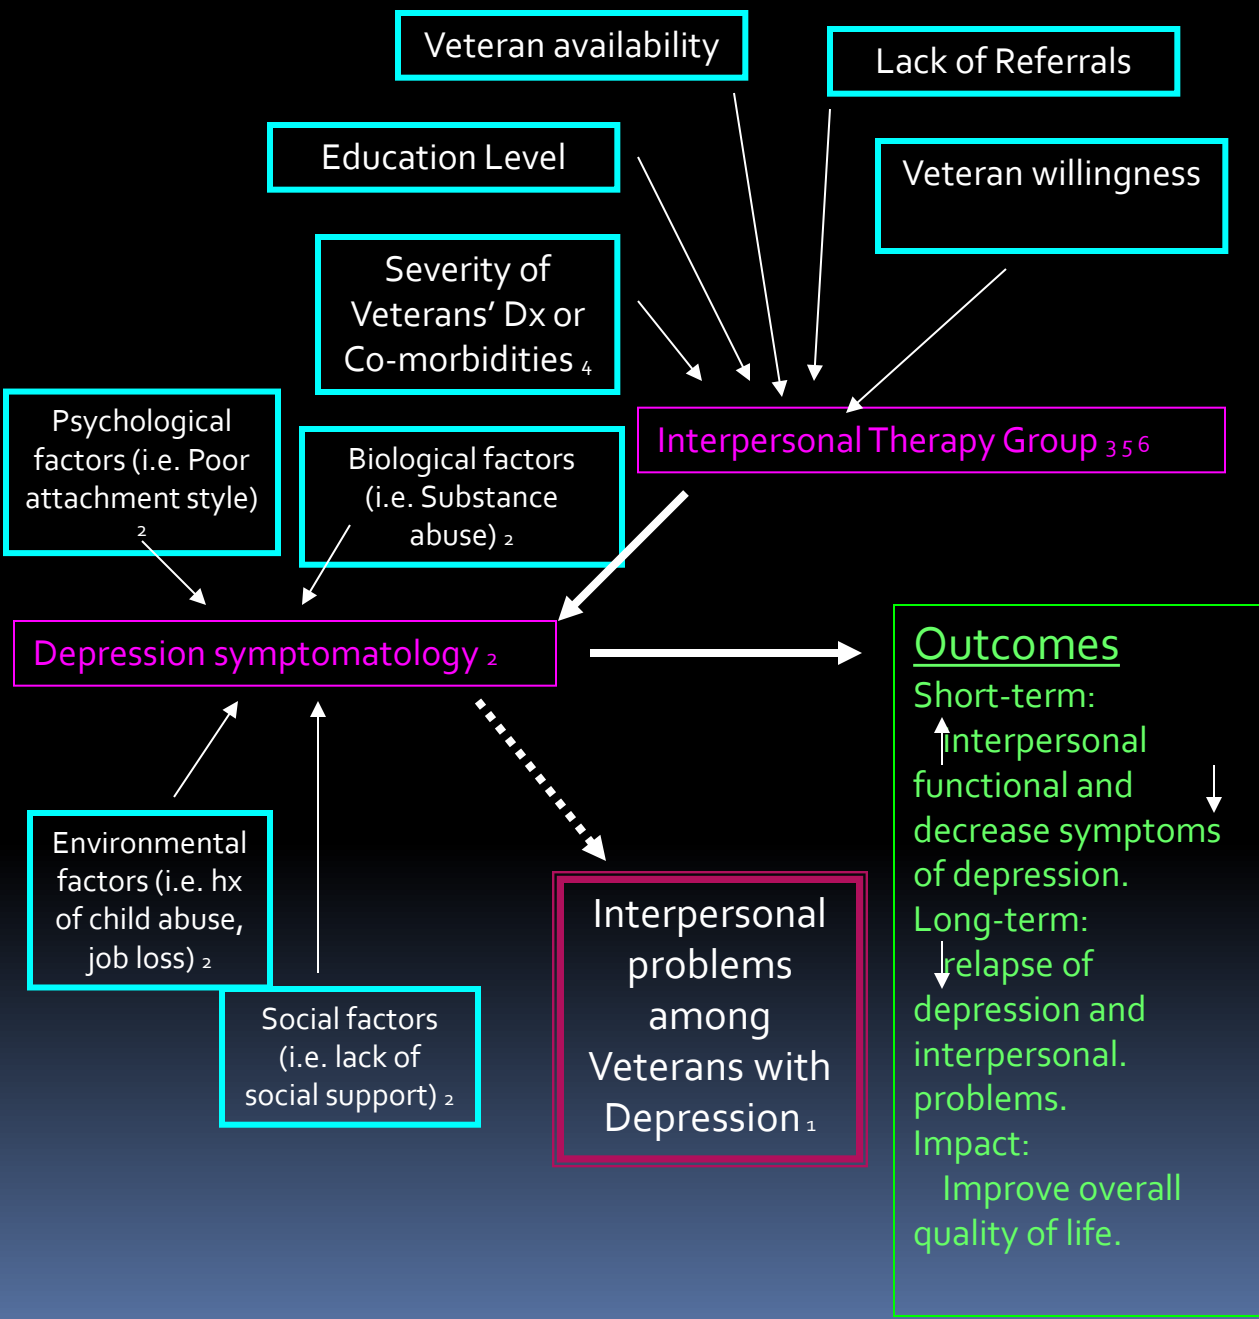 Veteran availability
Lack of Referrals
Education Level
Veteran willingness
Severity of
Veterans’ Dx or
Co-morbidities 4
Psychological
factors (i.e. Poor
attachment style)
2
Biological factors
(i.e. Substance
abuse) 2
Interpersonal Therapy Group 3 5 6
Depression symptomatology 2
Outcomes
Short-term:
interpersonal
functional and
decrease symptoms
of depression.
Long-term:
relapse of
depression and
interpersonal.
problems.
Impact:
Improve overall
quality of life.
Environmental
factors (i.e. hx
of child abuse,
job loss) 2
Social factors
(i.e. lack of
social support) 2
Interpersonal
problems
among
Veterans with
Depression 1